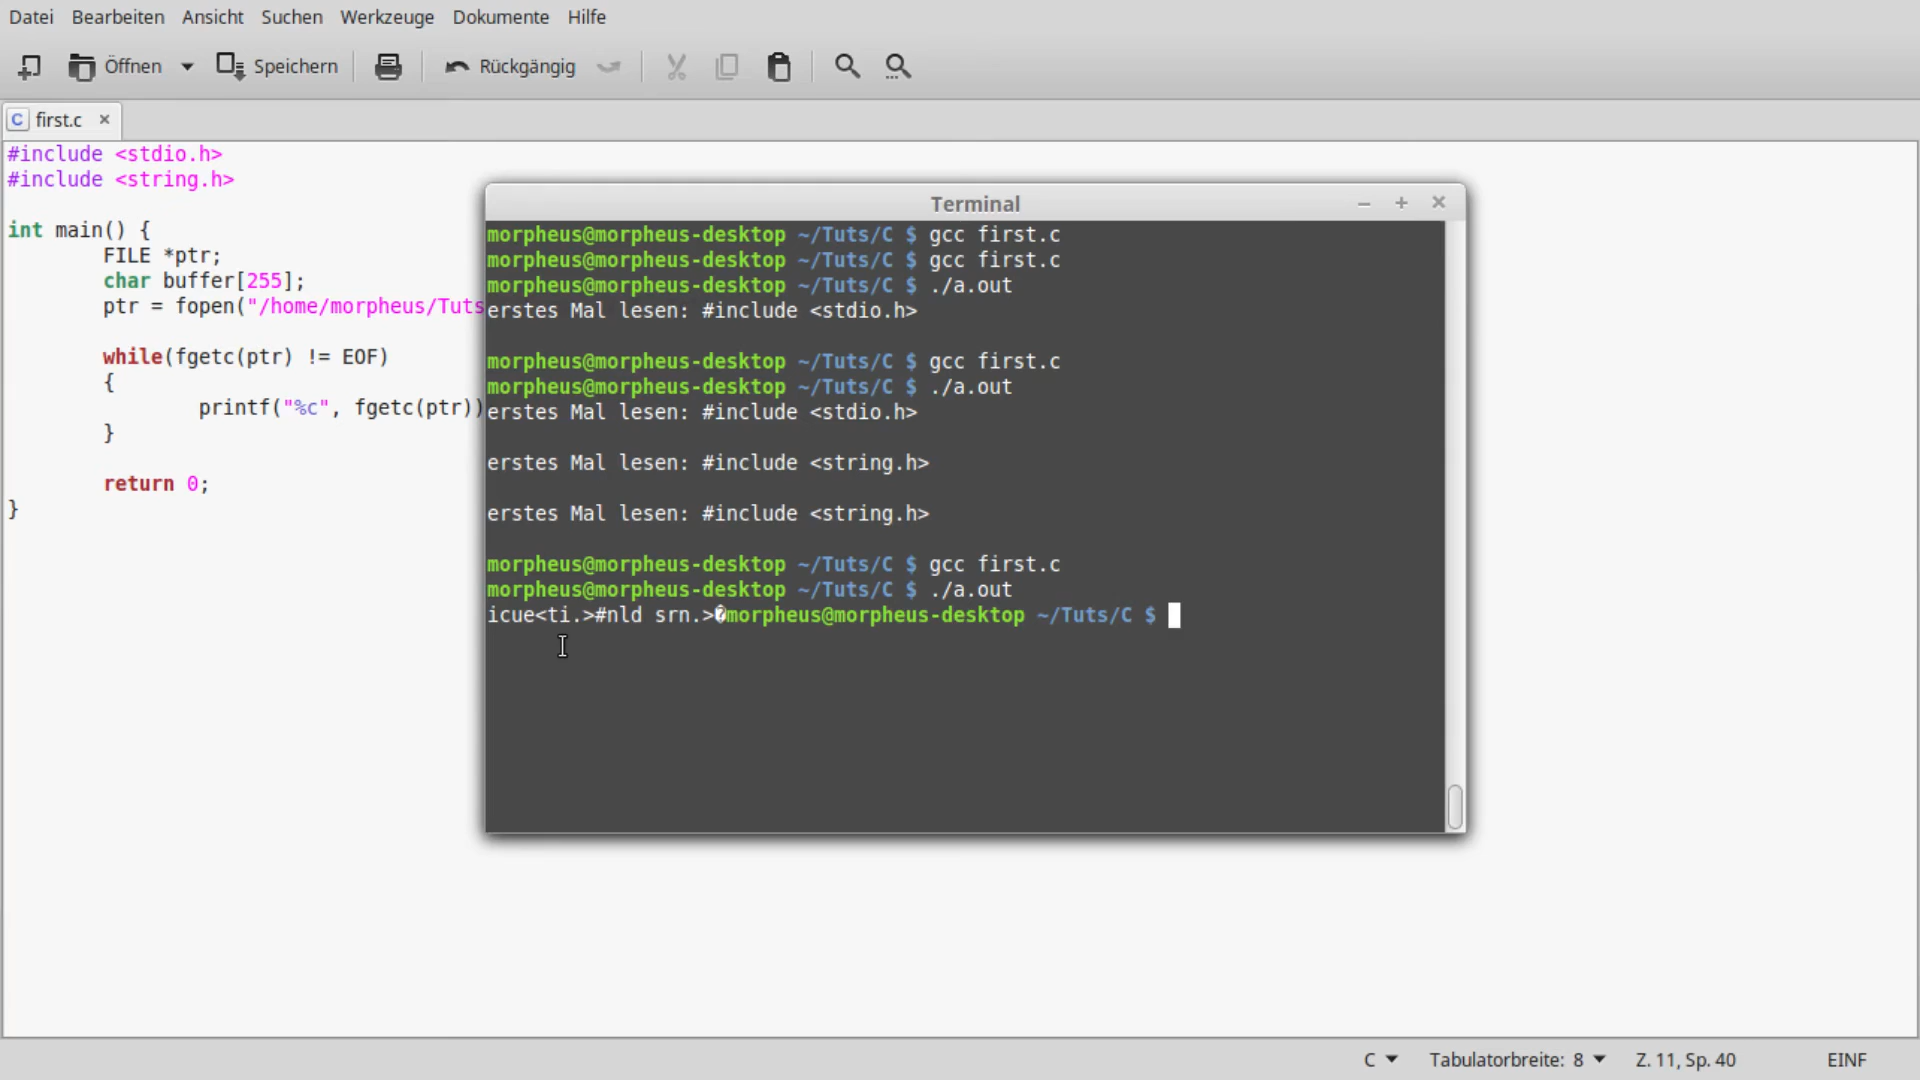 Datei Bearbeiten Ansicht Suchen Werkzeuge Dokumente Hilfe
Öffnen Speichern Rückgängig
first.c
#include <stdio.h>
#include <string.h>
int main() {
FILE *ptr;
char buffer[255];
ptr = fopen("/home/morpheus/Tuts
while(fgetc(ptr) != EOF)
{
printf("%c", fgetc(ptr))
}
return 0;
}
Terminal
morpheus@morpheus-desktop ~/Tuts/C $ gcc first.c
morpheus@morpheus-desktop ~/Tuts/C $ gcc first.c
morpheus@morpheus-desktop ~/Tuts/C $ ./a.out
erstes Mal lesen: #include <stdio.h>
morpheus@morpheus-desktop ~/Tuts/C $ gcc first.c
morpheus@morpheus-desktop ~/Tuts/C $ ./a.out
erstes Mal lesen: #include <stdio.h>
erstes Mal lesen: #include <string.h>
erstes Mal lesen: #include <string.h>
morpheus@morpheus-desktop ~/Tuts/C $ gcc first.c
morpheus@morpheus-desktop ~/Tuts/C $ ./a.out
icue<ti.>#nld srn.>�morpheus@morpheus-desktop ~/Tuts/C $
C Tabulatorbreite: 8 Z. 11, Sp. 40 EINF